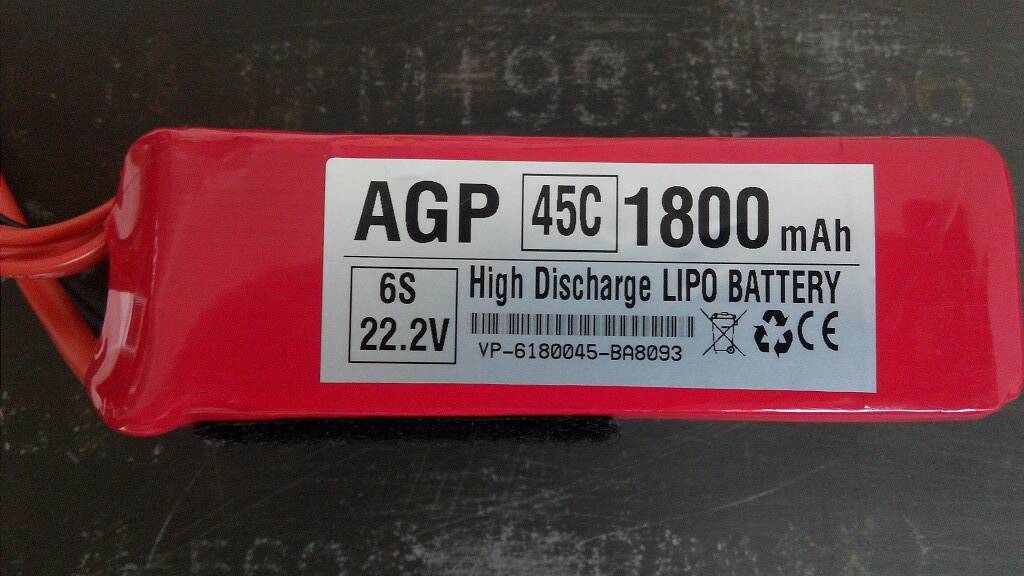 AGP 45C 1800 mAh
6S
22.2V
High Discharge LIPO BATTERY
VP-6180045-BA8093
CE